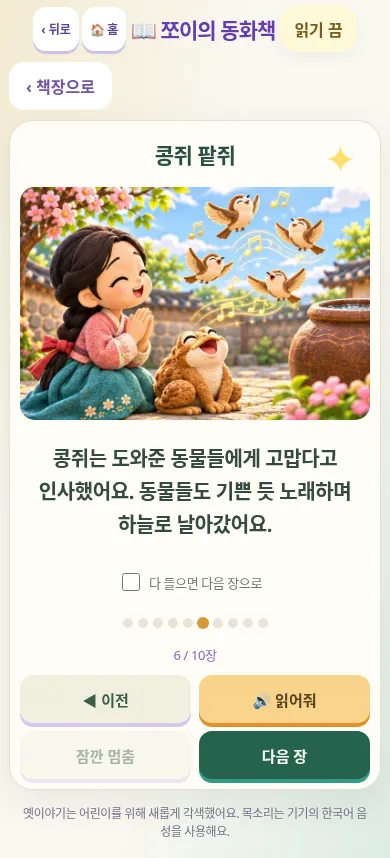 ‹ 뒤로 🏠 홈 📖 쪼이의 동화책 읽기 끔
‹ 책장으로
콩쥐 팥쥐
콩쥐는 도와준 동물들에게 고맙다고
인사했어요. 동물들도 기쁜 듯 노래하며
하늘로 날아갔어요.
다 들으면 다음 장으로
6 / 10장
◀ 이전
🔊 읽어줘
잠깐 멈춤
다음 장
옛이야기는 어린이를 위해 새롭게 각색했어요. 목소리는 기기의 한국어 음
성을 사용해요.